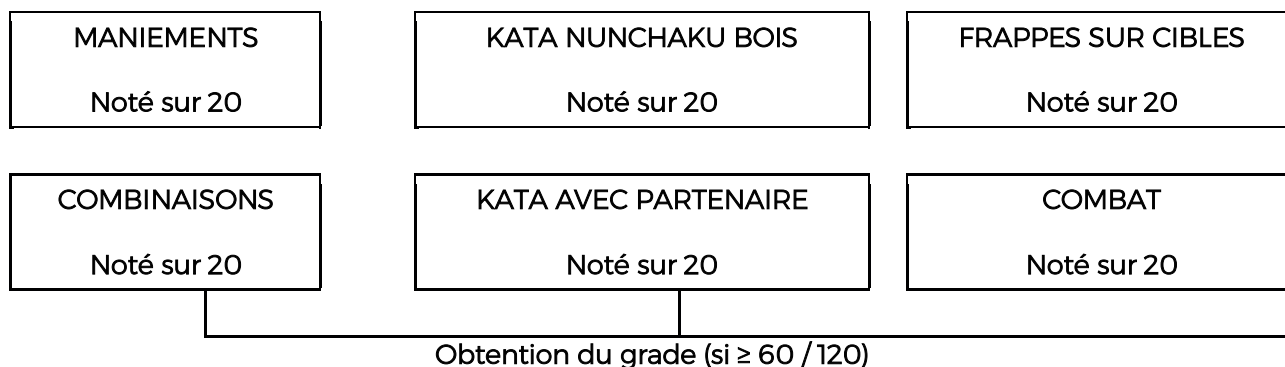 MANIEMENTS
Noté sur 20
KATA NUNCHAKU BOIS
Noté sur 20
FRAPPES SUR CIBLES
Noté sur 20
COMBINAISONS
Noté sur 20
KATA AVEC PARTENAIRE
Noté sur 20
COMBAT
Noté sur 20
Obtention du grade (si ≥ 60 / 120)